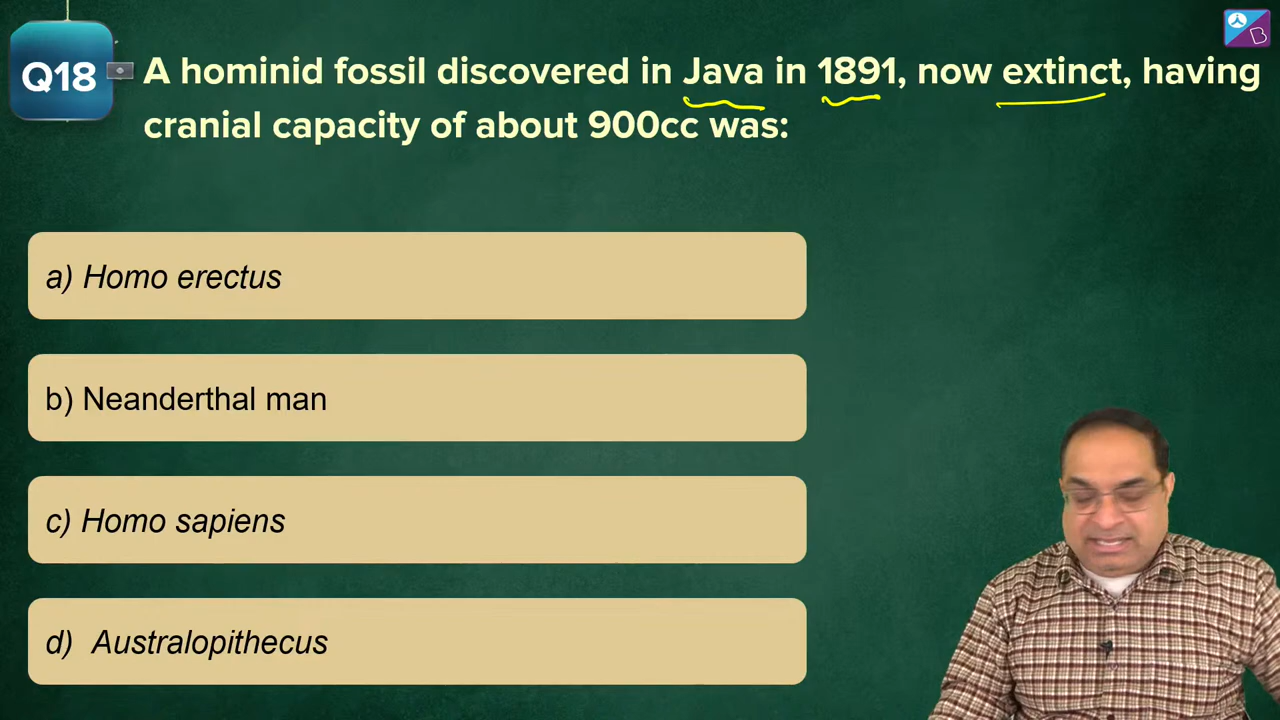 Q18
A hominid fossil discovered in Java in 1891, now extinct, having
cranial capacity of about 900cc was:
a) Homo erectus
b) Neanderthal man
c) Homo sapiens
d) Australopithecus
B